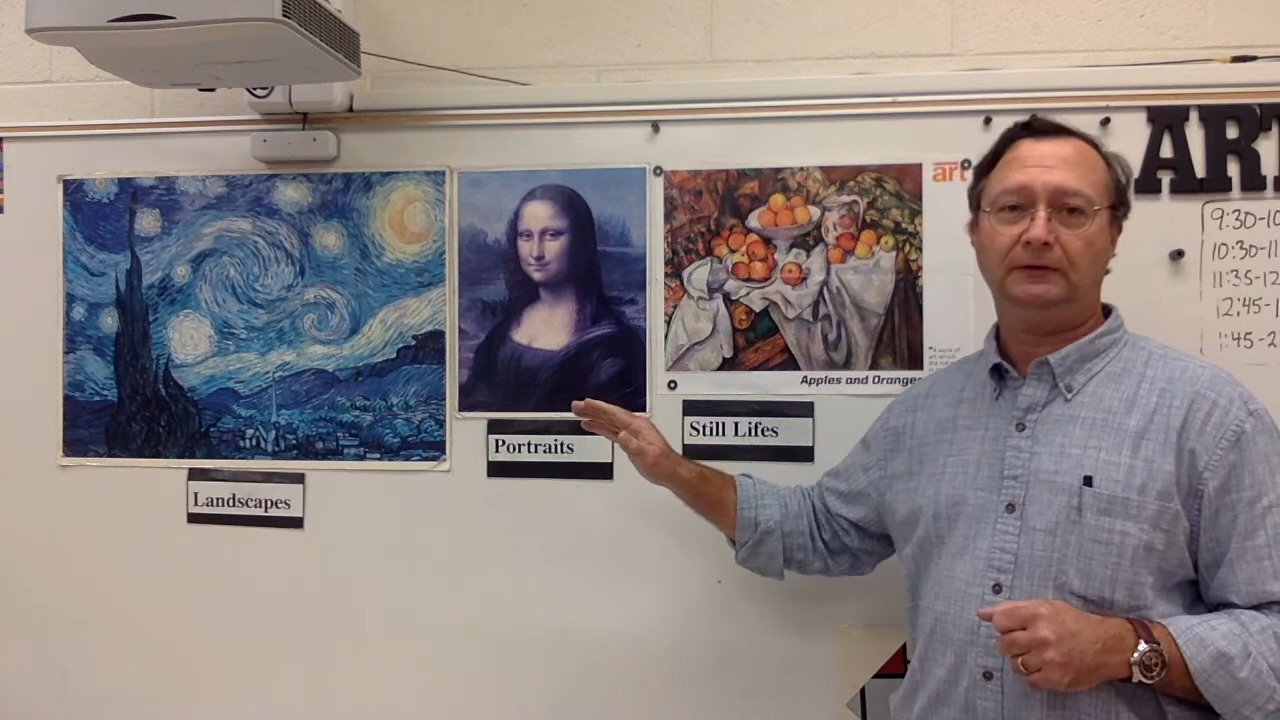 art
ART
9:30-10
10:30-11
11:35-12
12:45-1
1:45-2
Apples and Oranges
Still Lifes
Portraits
Landscapes